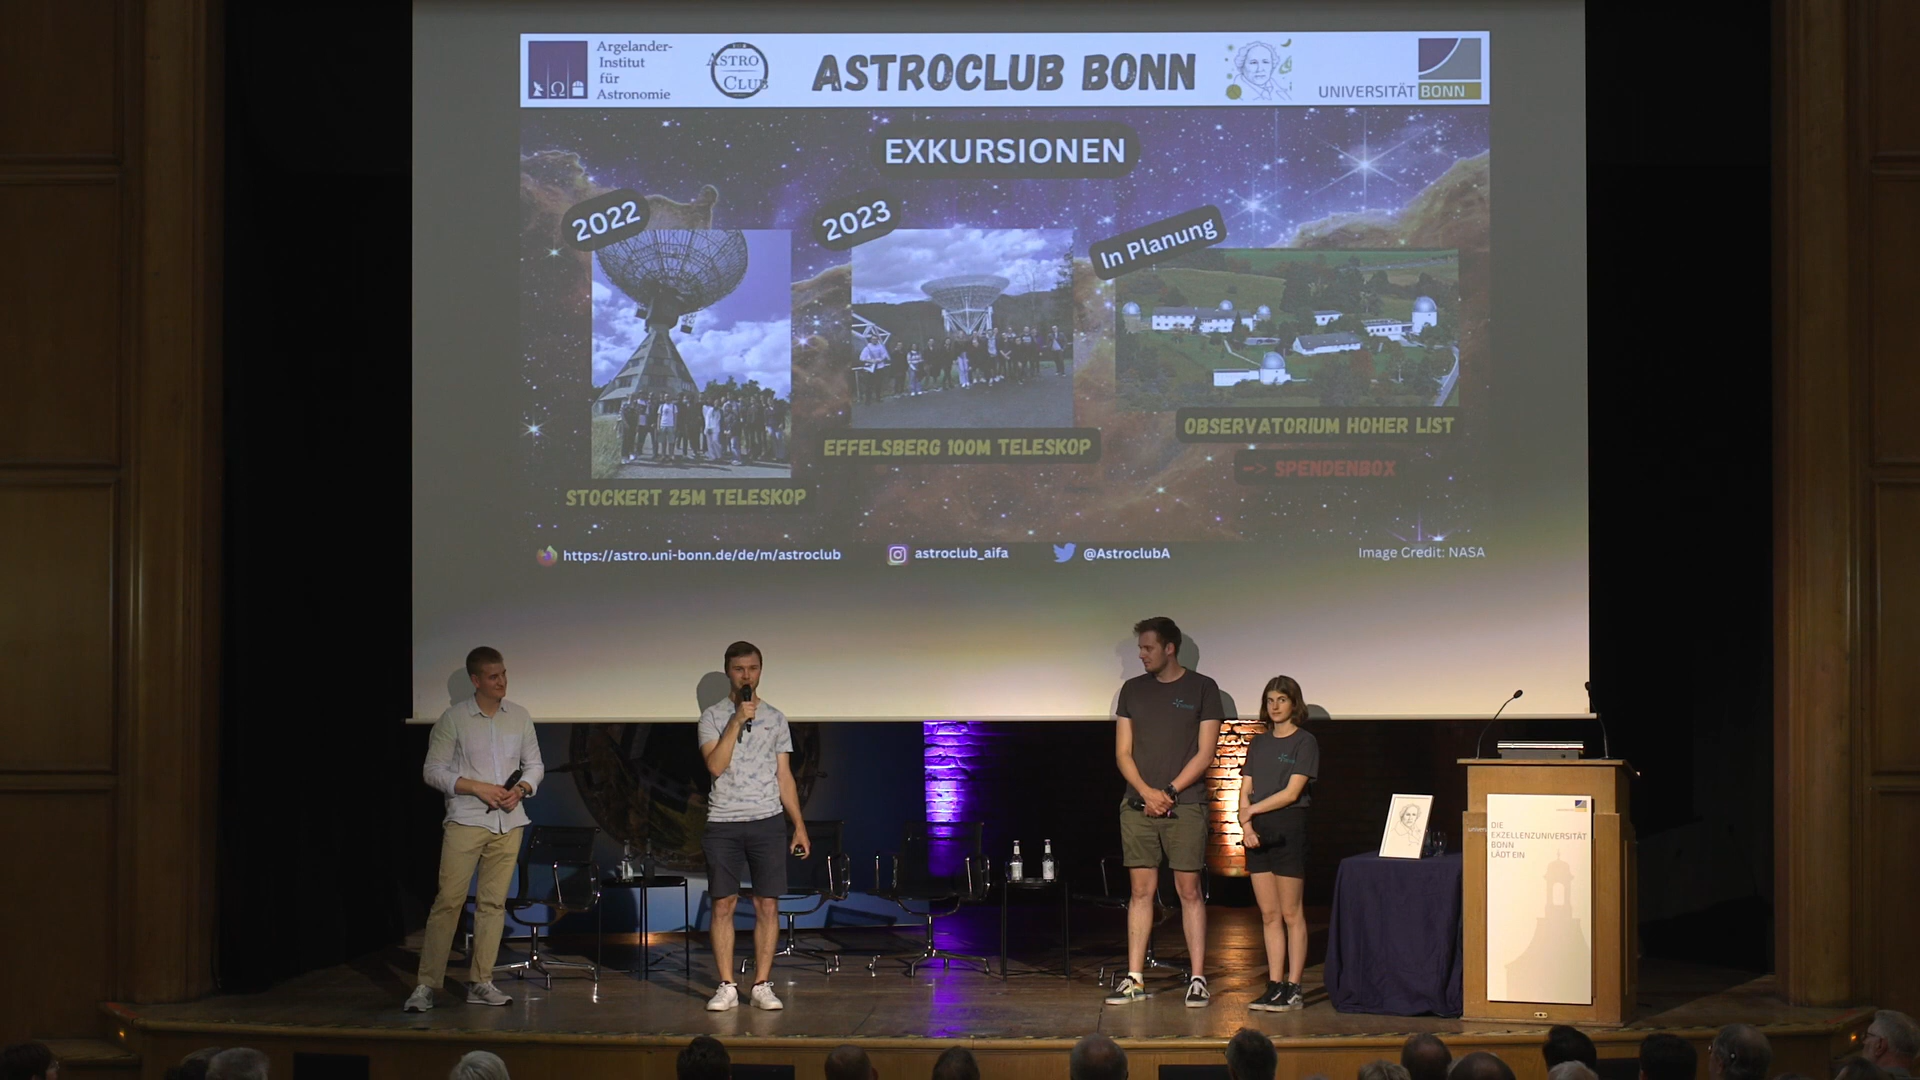 Argelander-
Institut
für
Astronomie
ASTRO
CLUB
ASTROCLUB BONN
UNIVERSITÄT BONN
EXKURSIONEN
2022
2023
In Planung
STOCKERT 25M TELESKOP
EFFELSBERG 100M TELESKOP
OBSERVATORIUM HOHER LIST
-> SPENDENBOX
https://astro.uni-bonn.de/de/m/astroclub
astroclub_aifa
@AstroclubA
Image Credit: NASA
DIE
EXZELLENZUNIVERSITÄT
BONN
LÄDT EIN